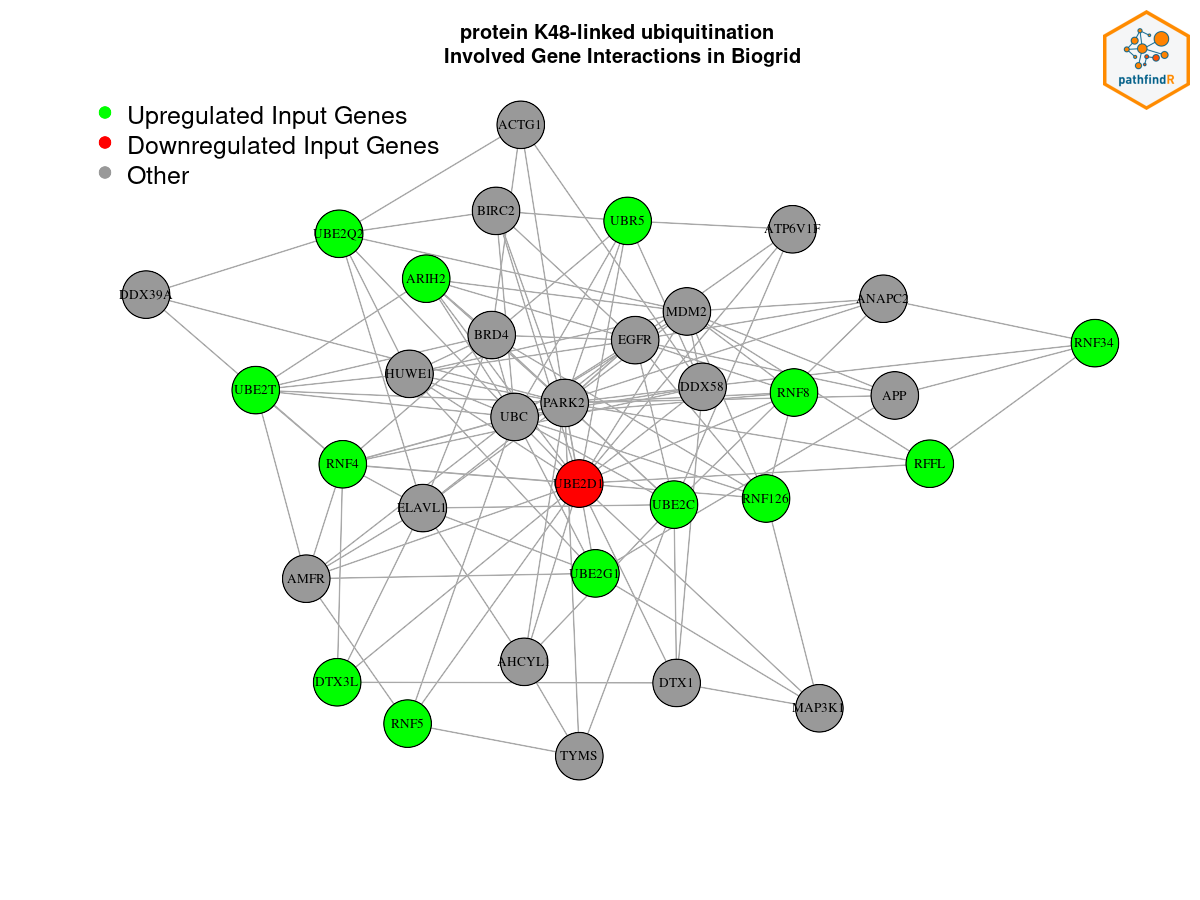 protein K48-linked ubiquitination
Involved Gene Interactions in Biogrid
pathfindR
Upregulated Input Genes
Downregulated Input Genes
Other
ACTG1
BIRC2
UBR5
ATP6V1F
UBE2Q2
ARIH2
DDX39A
ANAPC2
MDM2
BRD4
EGFR
RNF34
HUWE1
UBE2T
DDX58
RNF8
APP
PARK2
UBC
RNF4
RFFL
UBE2D1
RNF126
ELAVL1
UBE2C
AMFR
UBE2G1
AHCYL
DTX3L
DTX1
MAP3K1
RNF5
TYMS